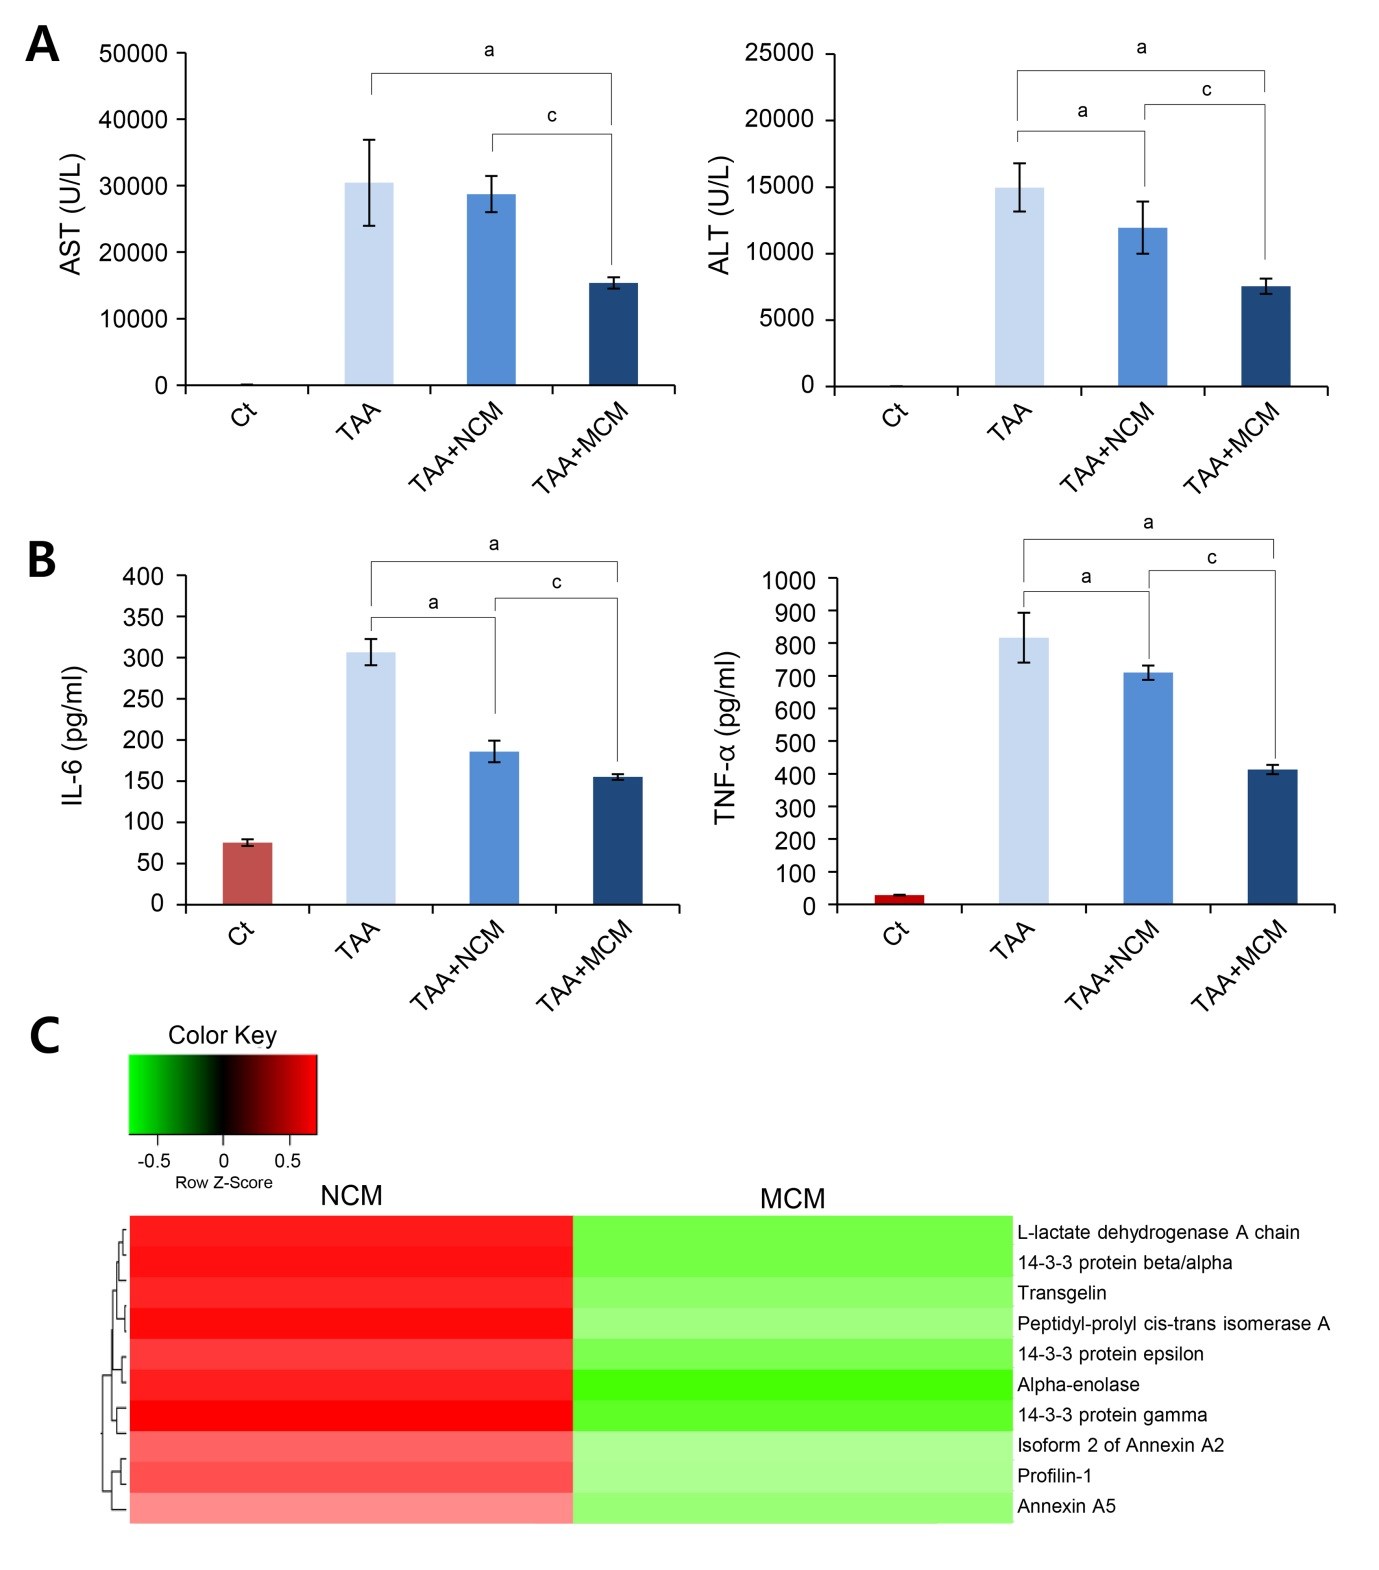 A
50000
40000
30000
20000
10000
0
AST (U/L)
a
c
Ct
TAA
TAA+NCM
TAA+MCM
25000
20000
15000
10000
5000
0
ALT (U/L)
a
c
a
Ct
TAA
TAA+NCM
TAA+MCM
B
400
350
300
250
200
150
100
50
0
IL-6 (pg/ml)
a
c
a
Ct
TAA
TAA+NCM
TAA+MCM
1000
900
800
700
600
500
400
300
200
100
0
TNF-α (pg/ml)
a
c
a
Ct
TAA
TAA+NCM
TAA+MCM
C
Color Key
-0.5 0 0.5
Row Z-Score
NCM MCM
L-lactate dehydrogenase A chain
14-3-3 protein beta/alpha
Transgelin
Peptidyl-prolyl cis-trans isomerase A
14-3-3 protein epsilon
Alpha-enolase
14-3-3 protein gamma
Isoform 2 of Annexin A2
Profilin-1
Annexin A5